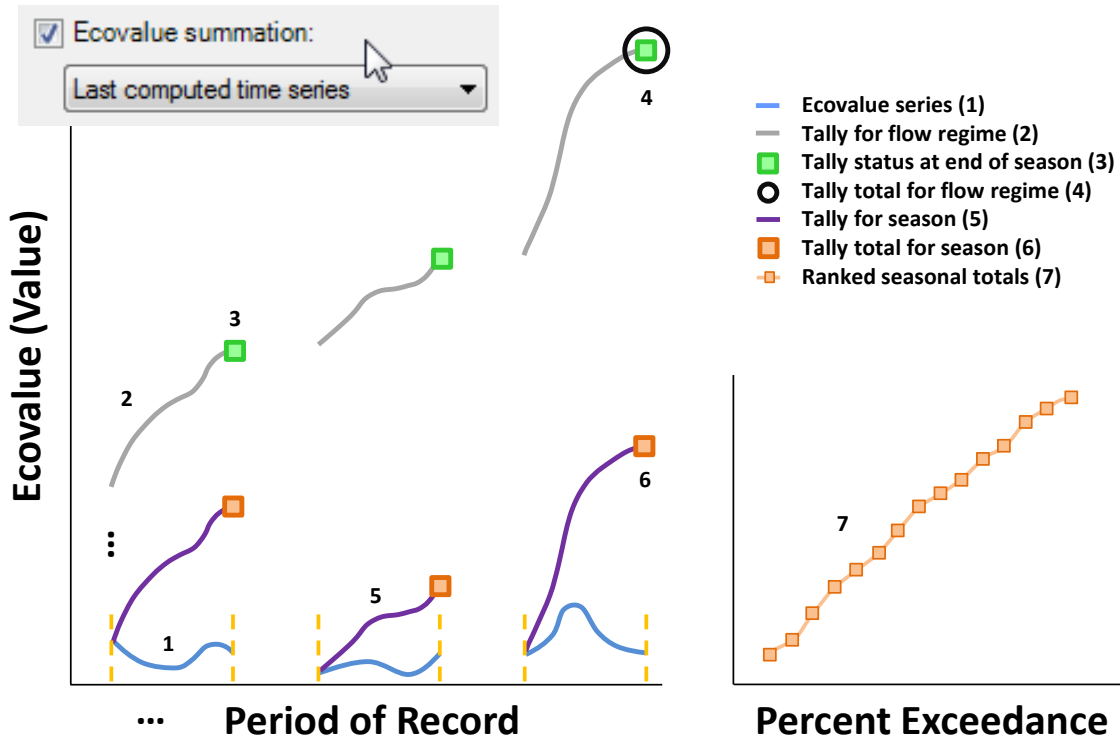 Ecovalue summation:
Last computed time series
4
Ecovalue series (1)
Tally for flow regime (2)
Tally status at end of season (3)
Tally total for flow regime (4)
Tally for season (5)
Tally total for season (6)
Ranked seasonal totals (7)
Ecovalue (Value)
3
2
6
7
...
5
1
... Period of Record
Percent Exceedance